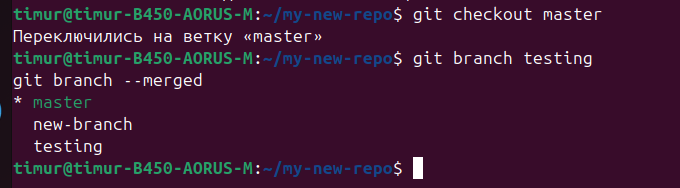 timur@timur-B450-AORUS-M:~/my-new-repo$ git checkout master
Переключились на ветку «master»
timur@timur-B450-AORUS-M:~/my-new-repo$ git branch testing
git branch --merged
* master
  new-branch
  testing
timur@timur-B450-AORUS-M:~/my-new-repo$